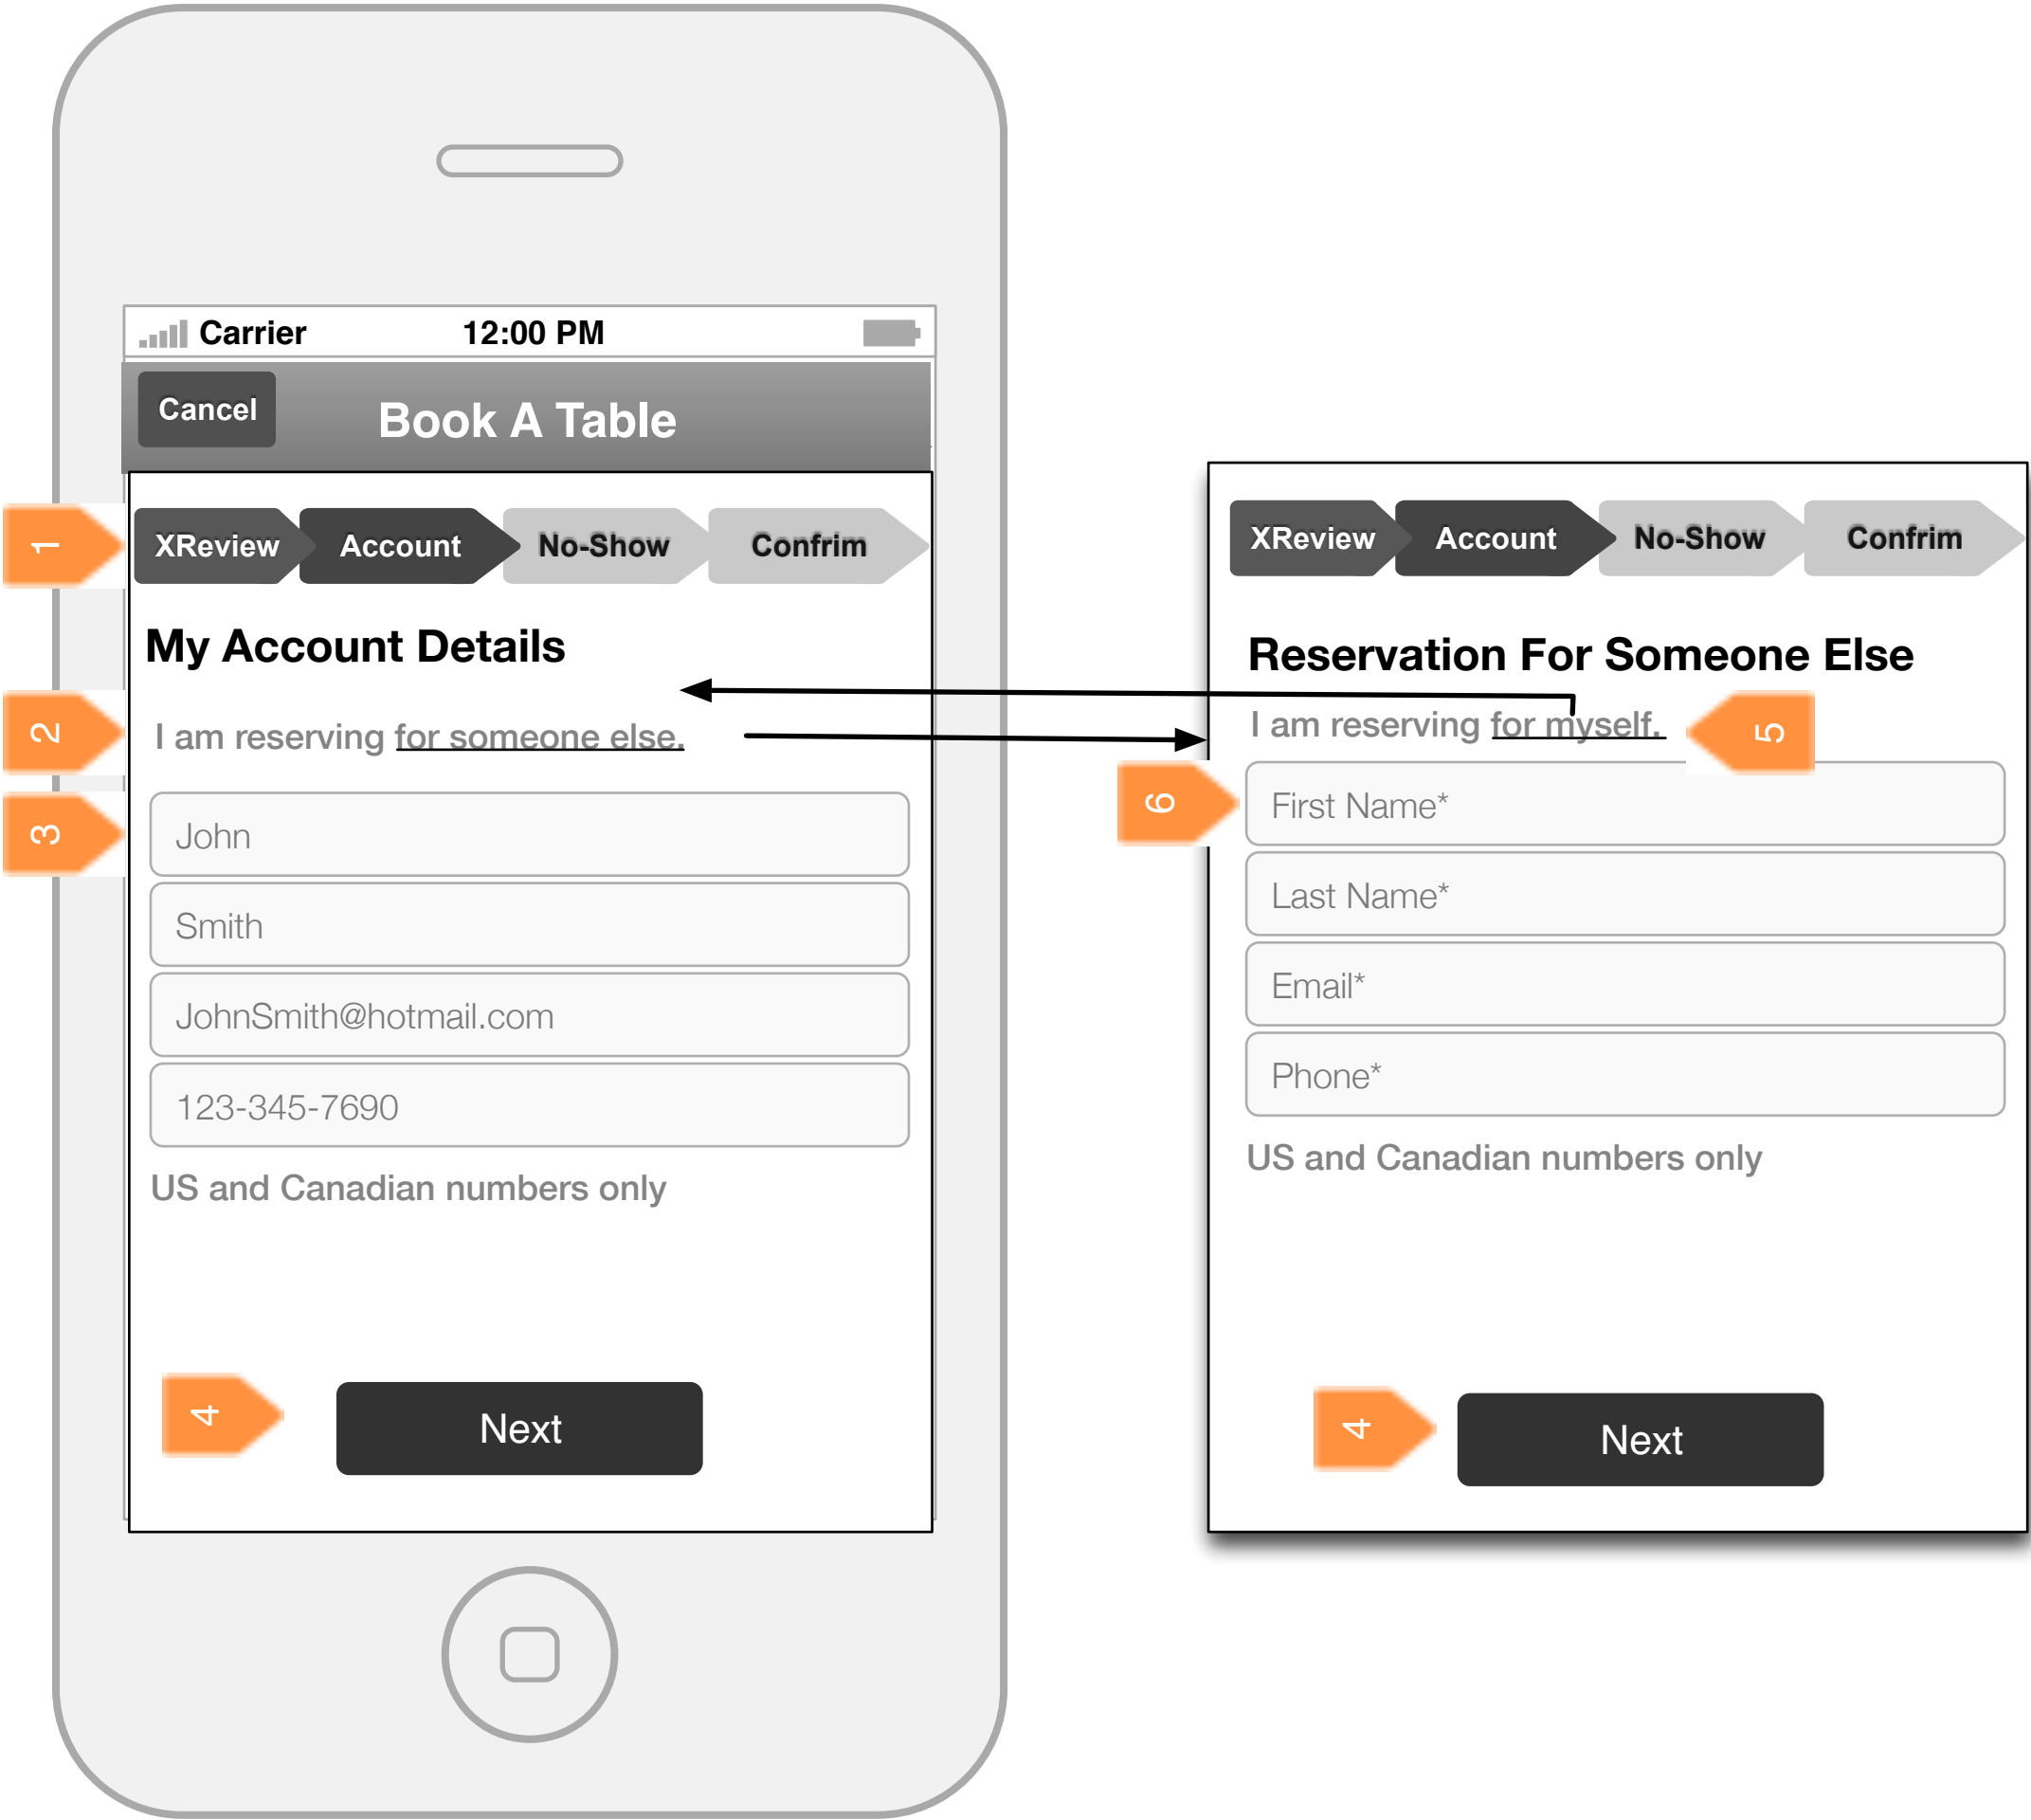 Carrier 12:00 PM
Cancel Book A Table
1
XReview Account No-Show Confrim
My Account Details
2
I am reserving for someone else.
3
John
Smith
JohnSmith@hotmail.com
123-345-7690
US and Canadian numbers only
4
Next
XReview Account No-Show Confrim
Reservation For Someone Else
I am reserving for myself.
5
6
First Name*
Last Name*
Email*
Phone*
US and Canadian numbers only
4
Next